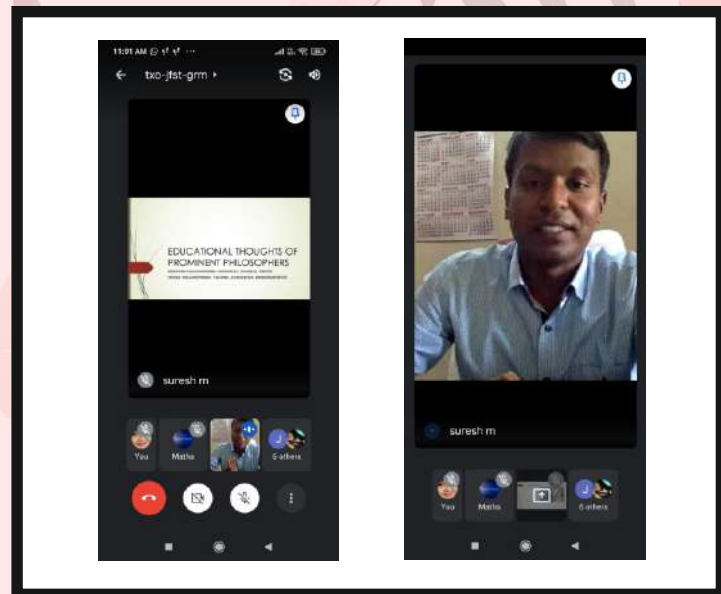 11:01 AM
txo-jfst-grm
EDUCATIONAL THOUGHTS OF
PROMINENT PHILOSOPHERS
suresh m
You
Maths
6 others
suresh m
You
Maths
6 others